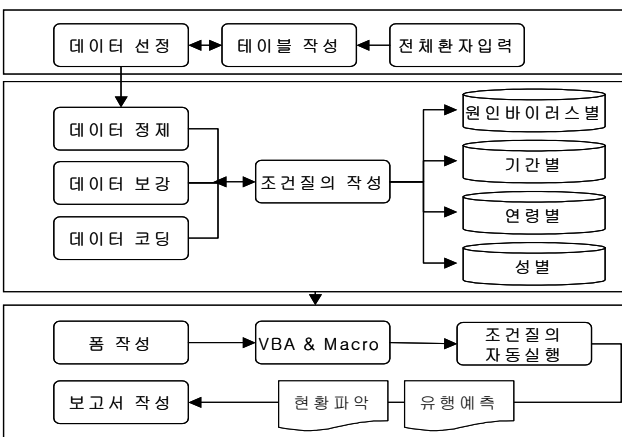 데이터 선정
테이블 작성
전체환자입력
데이터 정제
데이터 보강
데이터 코딩
조건질의 작성
원인바이러스별
기간별
연령별
성별
폼 작성
VBA & Macro
조건질의
자동실행
보고서 작성
현황파악
유행예측